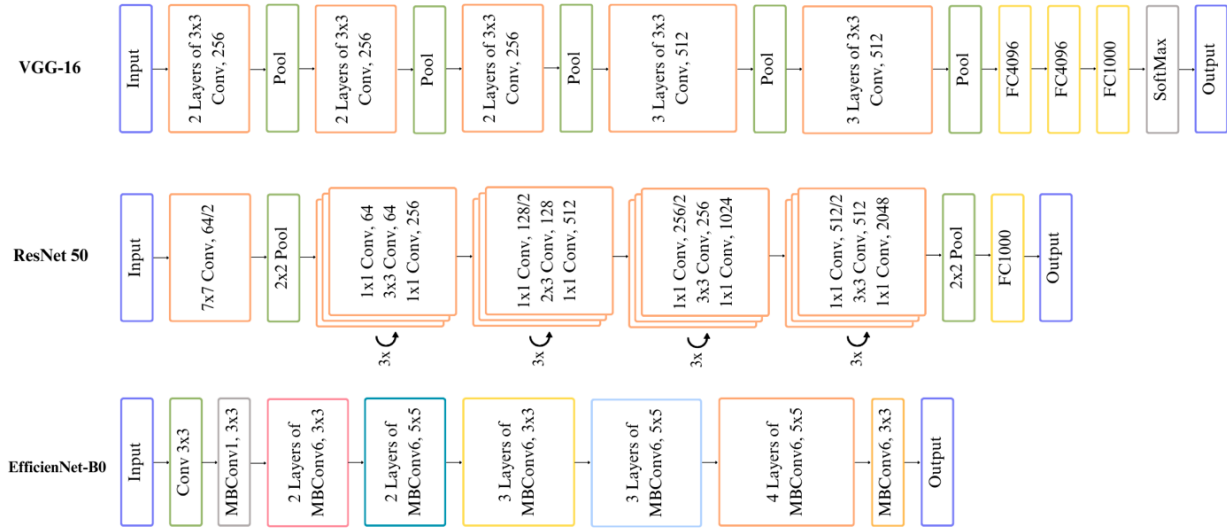 VGG-16
Input
2 Layers of 3x3
Conv, 256
Pool
2 Layers of 3x3
Conv, 256
Pool
2 Layers of 3x3
Conv, 256
Pool
3 Layers of 3x3
Conv, 512
Pool
3 Layers of 3x3
Conv, 512
Pool
FC4096
FC4096
FC1000
SoftMax
Output
ResNet 50
Input
7x7 Conv, 64/2
2x2 Pool
1x1 Conv, 64
3x3 Conv, 64
1x1 Conv, 256
3x
1x1 Conv, 128/2
2x3 Conv, 128
1x1 Conv, 512
3x
1x1 Conv, 256/2
3x3 Conv, 256
1x1 Conv, 1024
3x
1x1 Conv, 512/2
3x3 Conv, 512
1x1 Conv, 2048
3x
2x2 Pool
FC1000
Output
EfficienNet-B0
Input
Conv 3x3
MBConv1, 3x3
2 Layers of
MBConv6, 3x3
2 Layers of
MBConv6, 5x5
3 Layers of
MBConv6, 3x3
3 Layers of
MBConv6, 5x5
4 Layers of
MBConv6, 5x5
MBConv6, 3x3
Output